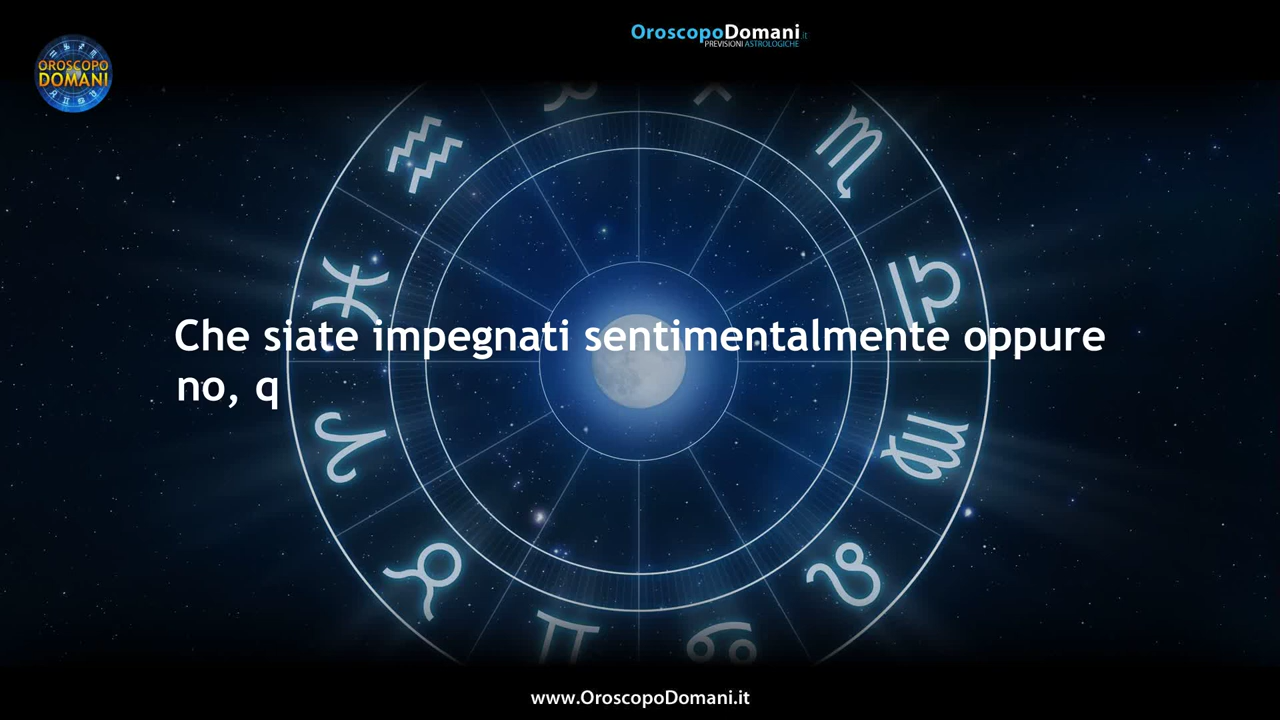 OroscopoDomani.it
PREVISIONI ASTROLOGICHE
OROSCOPO
DOMANI
Che siate impegnati sentimentalmente oppure
no, q
www.OroscopoDomani.it